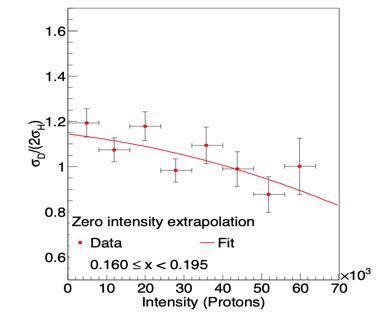 1.6
1.4
1.2
1
0.8
0.6
σD/(2σH)
Zero intensity extrapolation
Data
Fit
0.160 ≤ x < 0.195
0 10 20 30 40 50 60 70
×10³
Intensity (Protons)